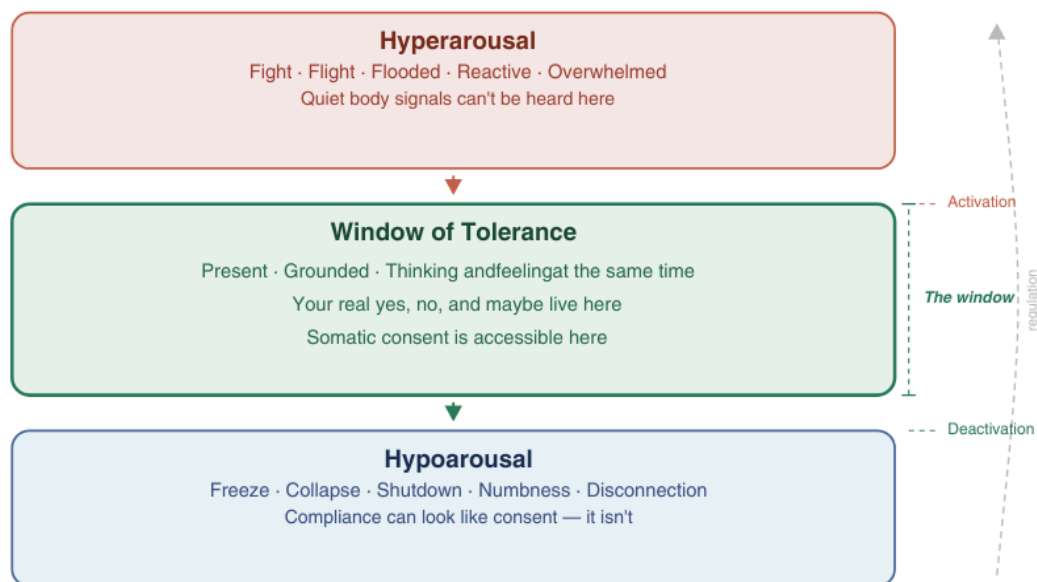 Hyperarousal
Fight · Flight · Flooded · Reactive · Overwhelmed
Quiet body signals can't be heard here
Activation
Window of Tolerance
Present · Grounded · Thinking andfeelingat the same time
The window
Your real yes, no, and maybe live here
Somatic consent is accessible here
regulation
Deactivation
Hypoarousal
Freeze · Collapse · Shutdown · Numbness · Disconnection
Compliance can look like consent — it isn't